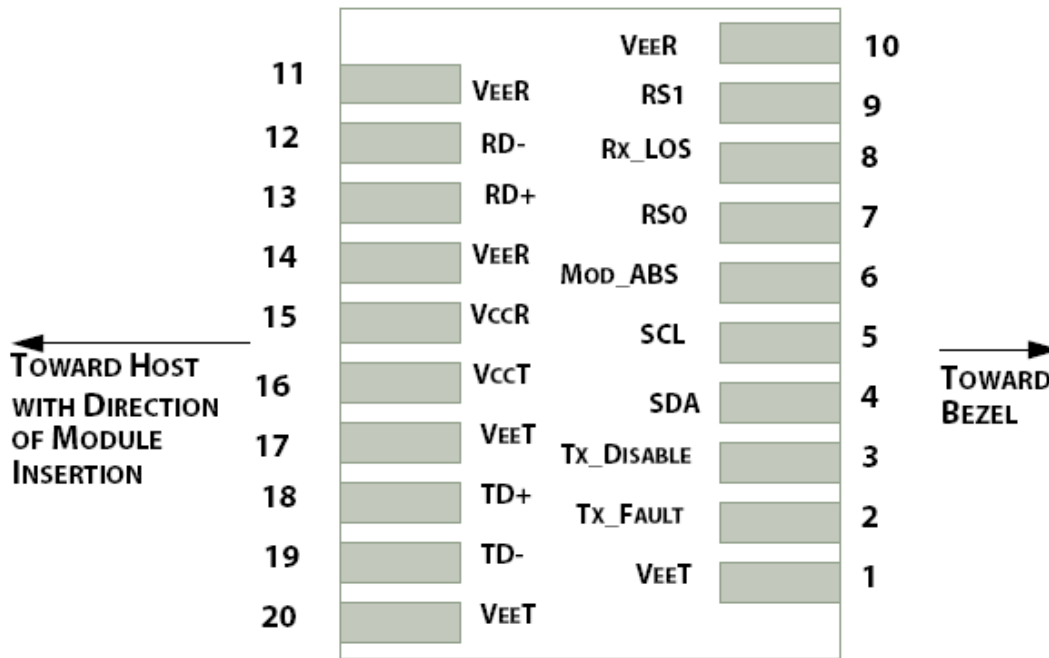 11 VEER
12 RD-
13 RD+
14 VEER
15 VCCR
16 VCCT
17 VEET
18 TD+
19 TD-
20 VEET
VEER 10
RS1 9
RX_LOS 8
RS0 7
MOD_ABS 6
SCL 5
SDA 4
TX_DISABLE 3
TX_FAULT 2
VEET 1
TOWARD HOST
WITH DIRECTION
OF MODULE
INSERTION
TOWARD
BEZEL